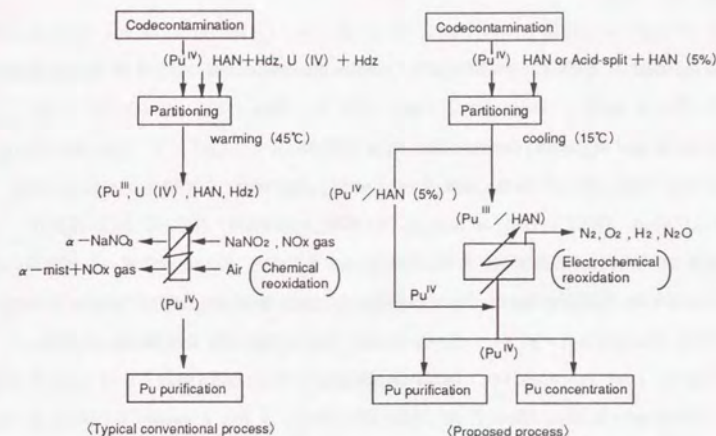 Codecontamination
(Pu IV) HAN+Hdz, U (IV) + Hdz
Partitioning
warming (45℃)
(Pu III, U (IV) , HAN, Hdz)
α−NaNO₃
NaNO₂ , NOx gas
α−mist+NOx gas
Air
(Chemical
reoxidation)
(Pu IV)
Pu purification
(Typical conventional process)
Codecontamination
(Pu IV) HAN or Acid-split + HAN (5%)
Partitioning
cooling (15℃)
(Pu IV/HAN (5%) )
(Pu III/HAN)
N₂, O₂ , H₂ , N₂O
(Electrochemical
reoxidation)
Pu IV
(Pu IV)
Pu purification
Pu concentration
(Proposed process)